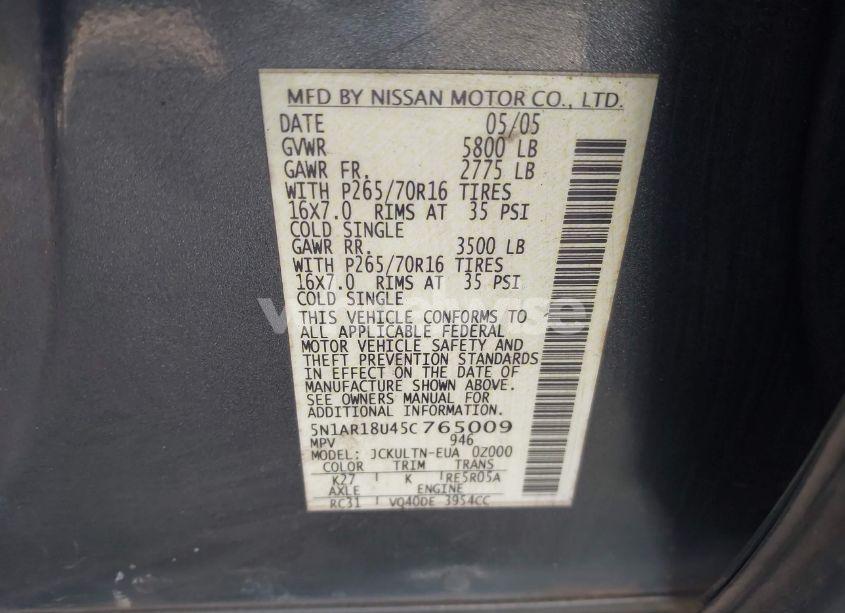 MFD BY NISSAN MOTOR CO., LTD.
DATE 05/05
GVWR 5800 LB
GAWR FR. 2775 LB
WITH P265/70R16 TIRES
16X7.0 RIMS AT 35 PSI
COLD SINGLE
GAWR RR. 3500 LB
WITH P265/70R16 TIRES
16X7.0 RIMS AT 35 PSI
COLD SINGLE
THIS VEHICLE CONFORMS TO
ALL APPLICABLE FEDERAL
MOTOR VEHICLE SAFETY AND
THEFT PREVENTION STANDARDS
IN EFFECT ON THE DATE OF
MANUFACTURE SHOWN ABOVE.
SEE OWNERS MANUAL FOR
ADDITIONAL INFORMATION.
5N1AR18U45C765009
MPV 946
MODEL: JCKULTN-EUA 0Z000
COLOR TRIM TRANS
K27 K RE5R05A
AXLE ENGINE
RC31 VQ40DE 3954CC